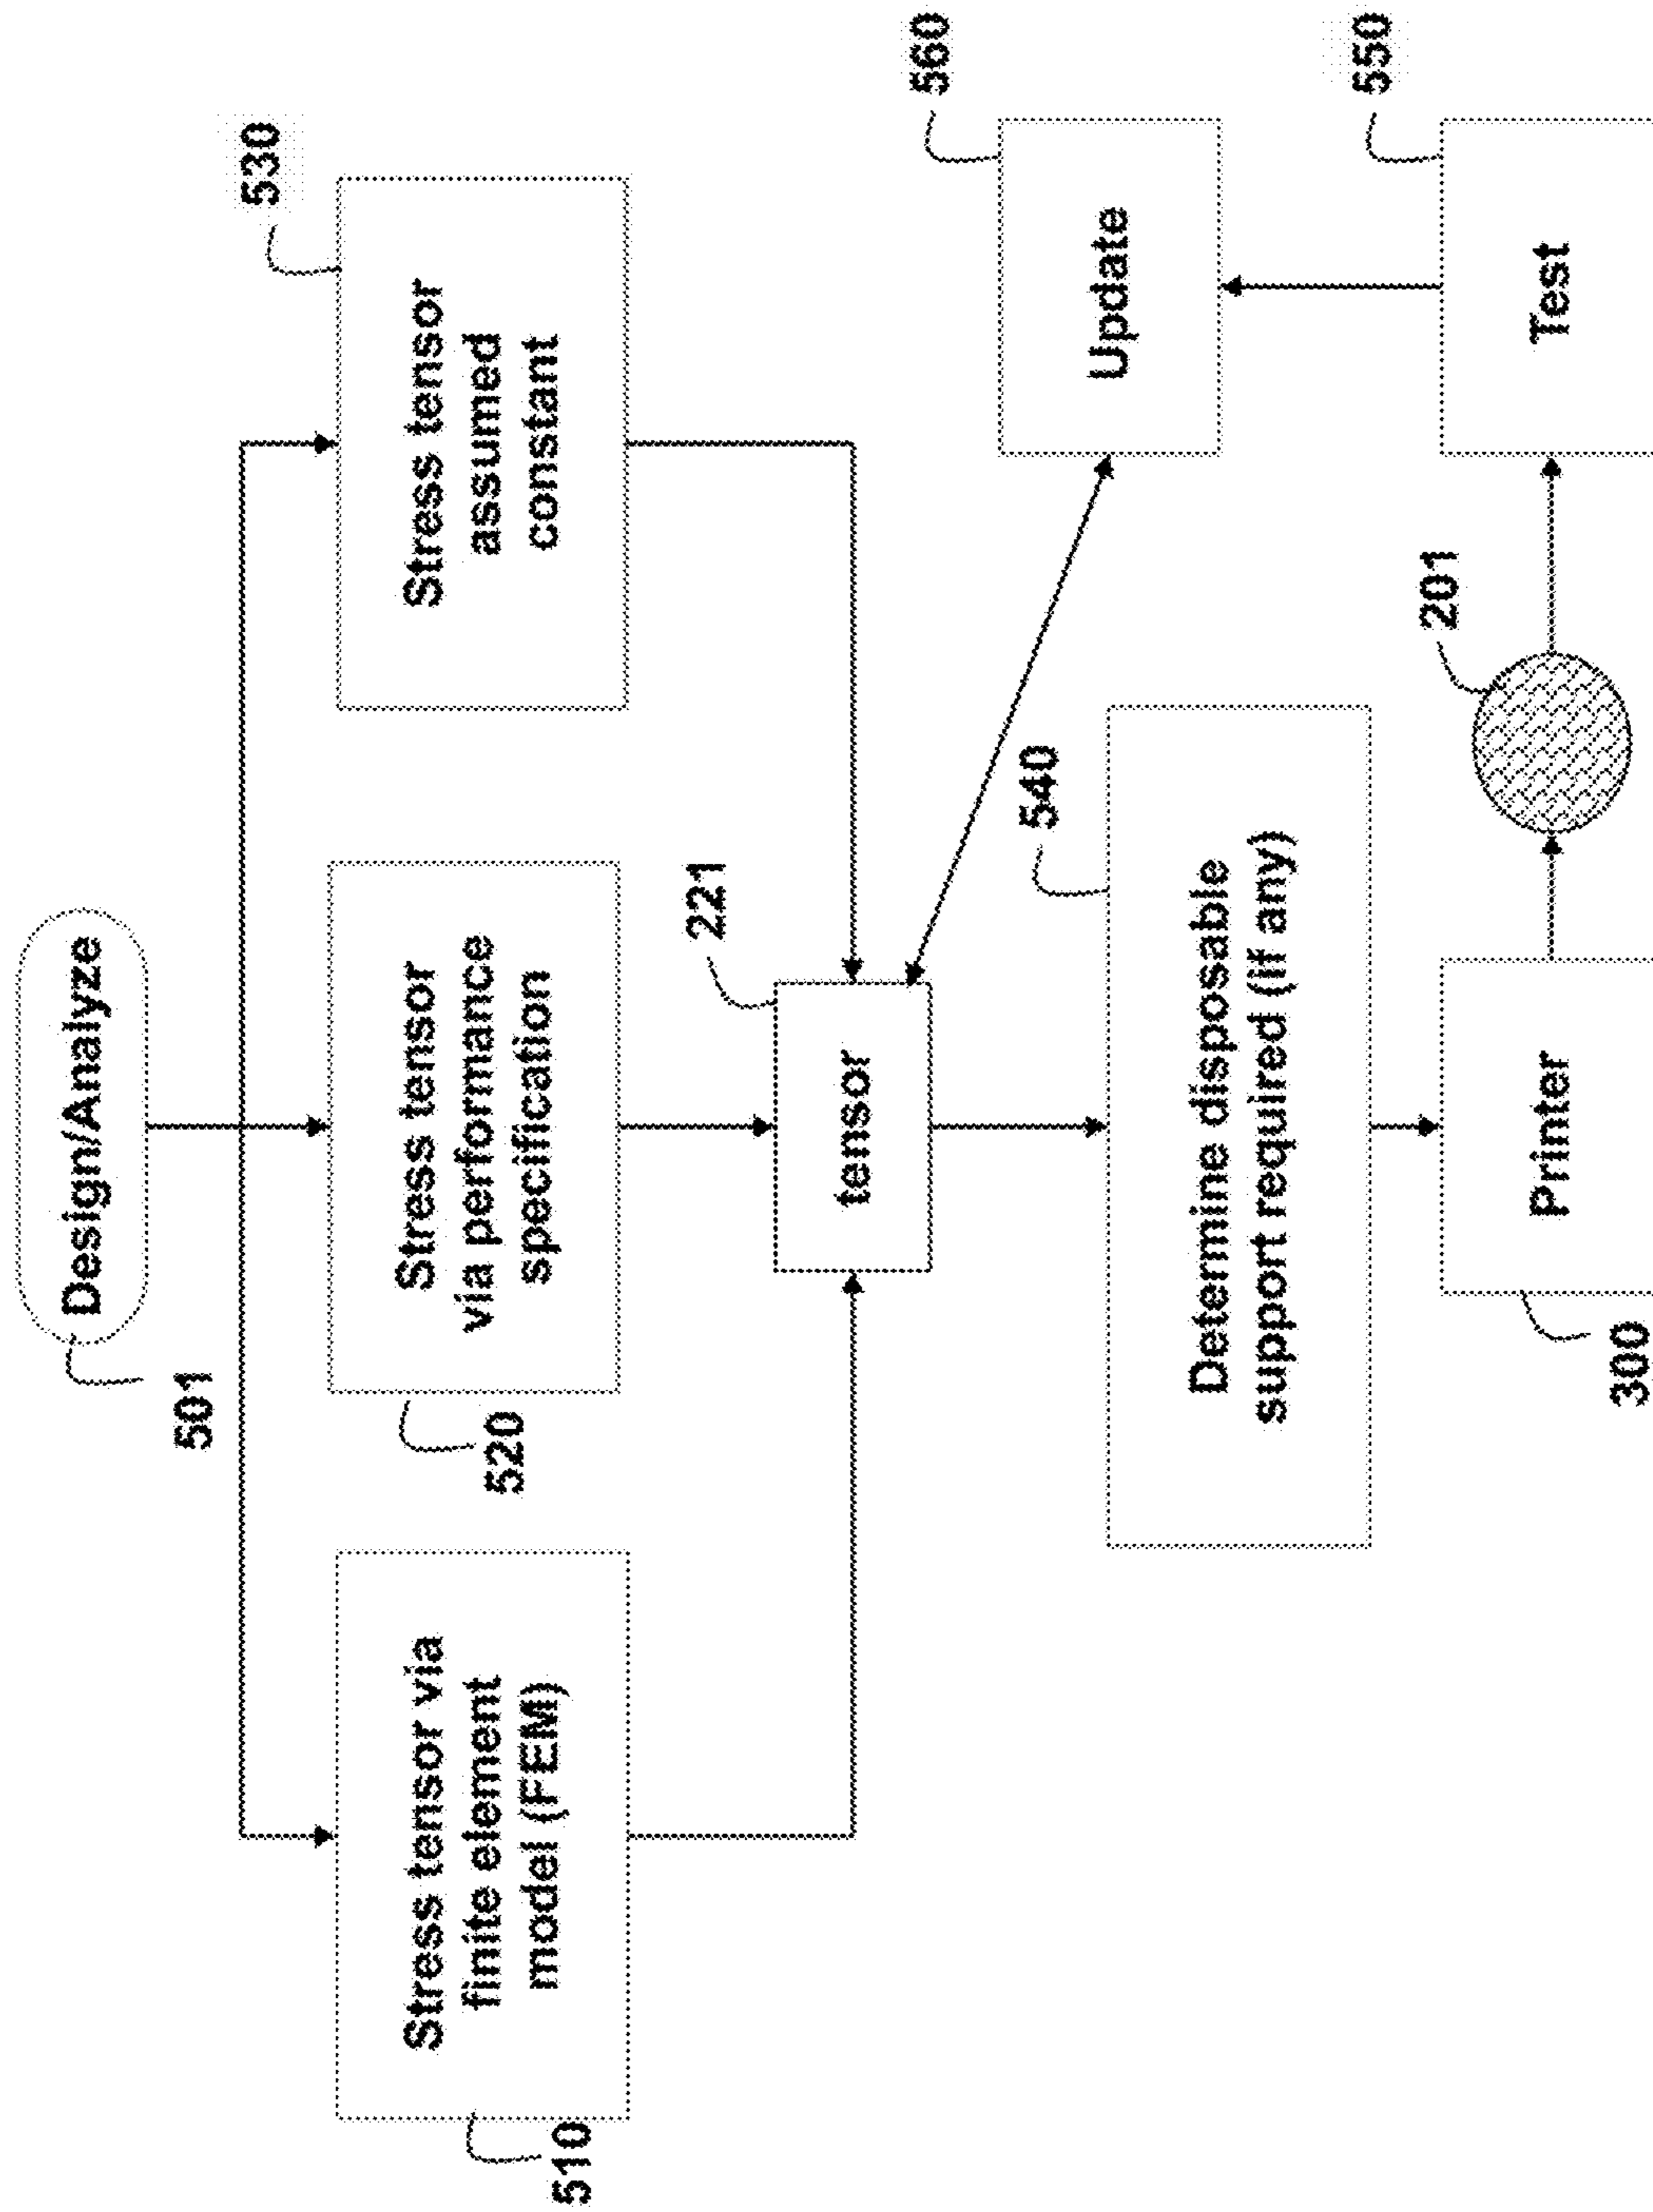 Design/Analyze
501
Stress tensor via
finite element
model (FEM)
510
Stress tensor
via performance
specification
520
Stress tensor
assumed
constant
530
tensor
221
Determine disposable
support required (if any)
540
Update
560
Printer
300
201
Test
550